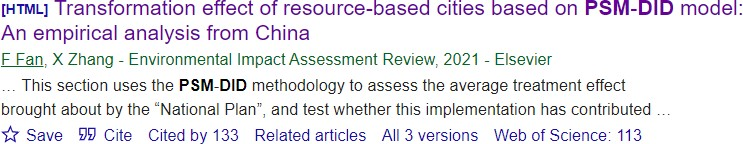 [HTML] Transformation effect of resource-based cities based on PSM-DID model:
An empirical analysis from China
F Fan, X Zhang - Environmental Impact Assessment Review, 2021 - Elsevier
… This section uses the PSM-DID methodology to assess the average treatment effect
brought about by the “National Plan”, and test whether this implementation has contributed …
Save Cite Cited by 133 Related articles All 3 versions Web of Science: 113